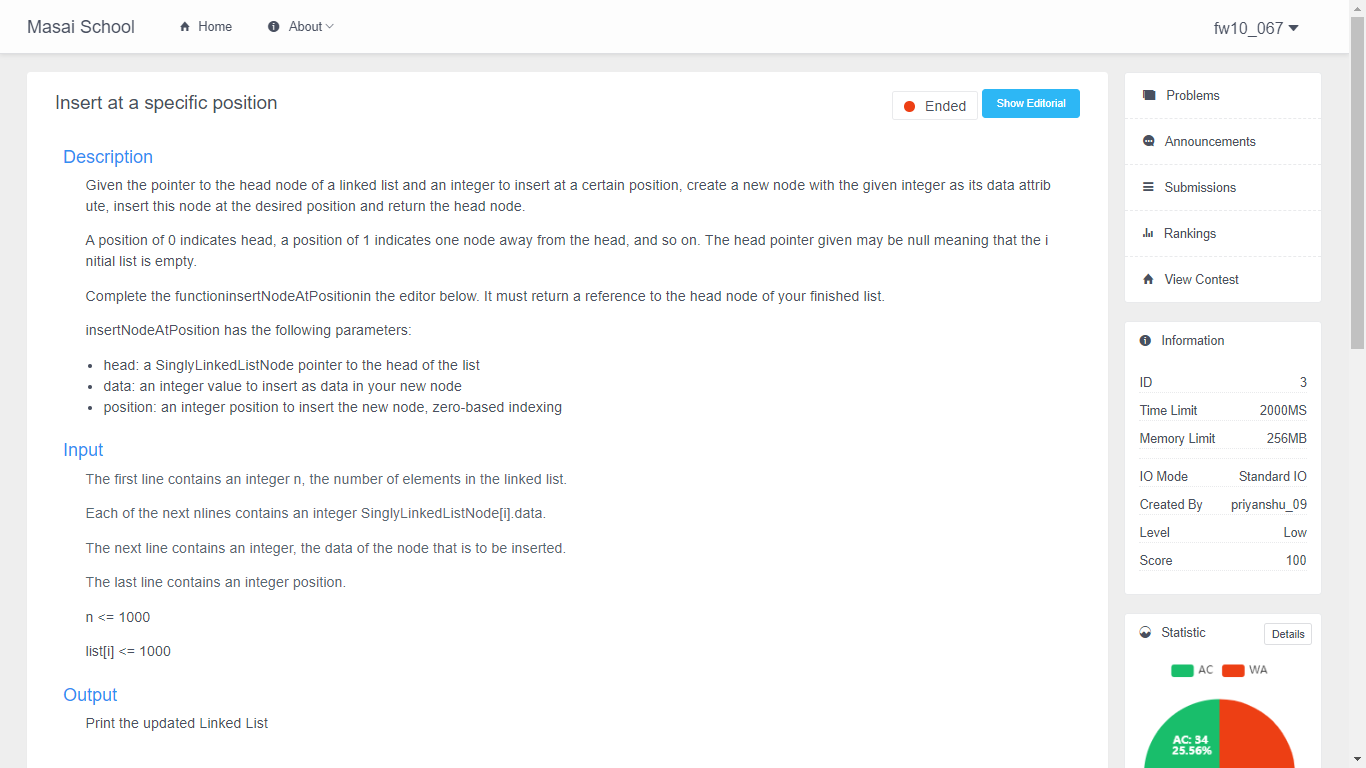 Masai School
Home
About
fw10_067
Insert at a specific position
Ended
Show Editorial
Description
Given the pointer to the head node of a linked list and an integer to insert at a certain position, create a new node with the given integer as its data attrib
ute, insert this node at the desired position and return the head node.
A position of 0 indicates head, a position of 1 indicates one node away from the head, and so on. The head pointer given may be null meaning that the i
nitial list is empty.
Complete the functioninsertNodeAtPositionin the editor below. It must return a reference to the head node of your finished list.
insertNodeAtPosition has the following parameters:
• head: a SinglyLinkedListNode pointer to the head of the list
• data: an integer value to insert as data in your new node
• position: an integer position to insert the new node, zero-based indexing
Input
The first line contains an integer n, the number of elements in the linked list.
Each of the next nlines contains an integer SinglyLinkedListNode[i].data.
The next line contains an integer, the data of the node that is to be inserted.
The last line contains an integer position.
n <= 1000
list[i] <= 1000
Output
Print the updated Linked List
Problems
Announcements
Submissions
Rankings
View Contest
Information
ID 3
Time Limit 2000MS
Memory Limit 256MB
IO Mode Standard IO
Created By priyanshu_09
Level Low
Score 100
Statistic
Details
AC WA
AC: 34
25.56%